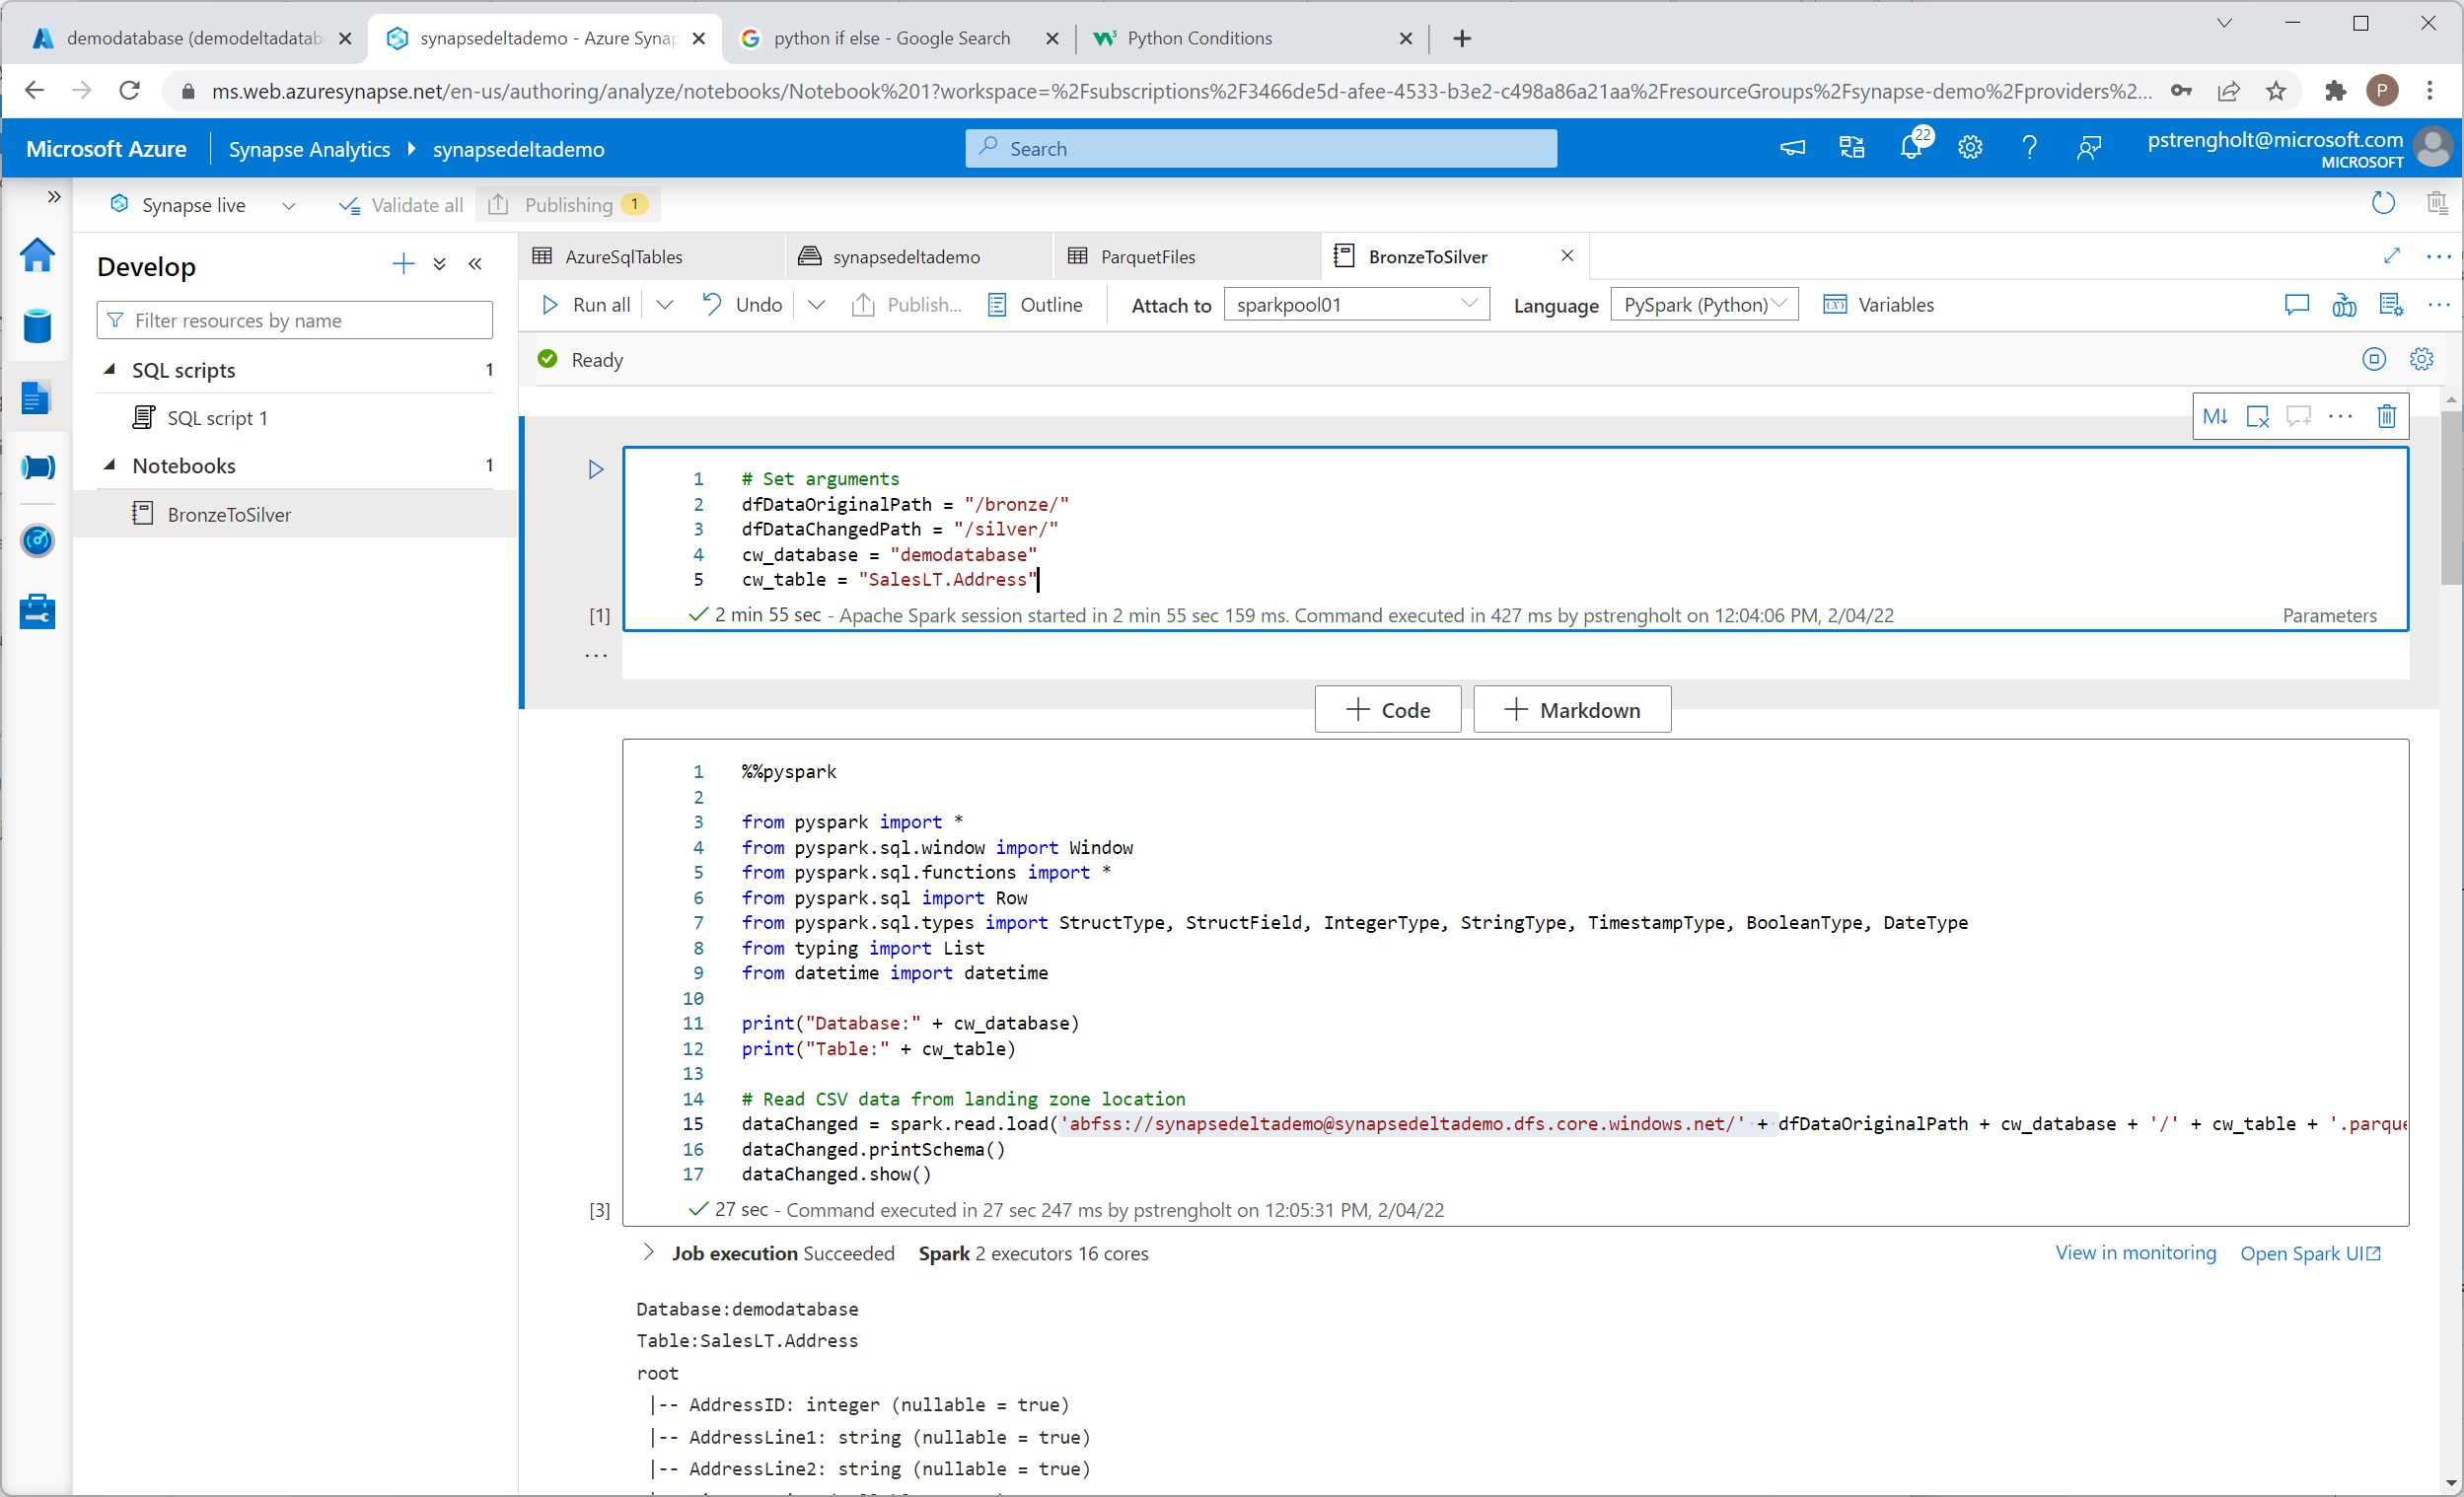 demodatabase (demodeltadatab
synapsedeltademo - Azure Synap
python if else - Google Search
Python Conditions
ms.web.azuresynapse.net/en-us/authoring/analyze/notebooks/Notebook%201?workspace=%2Fsubscriptions%2F3466de5d-afee-4533-b3e2-c498a86a21aa%2FresourceGroups%2Fsynapse-demo%2Fproviders%2...
P
Microsoft Azure
Synapse Analytics
synapsedeltademo
Search
22
pstrengholt@microsoft.com
MICROSOFT
Synapse live
Validate all
Publishing
1
Develop
Filter resources by name
SQL scripts 1
SQL script 1
Notebooks 1
BronzeToSilver
AzureSqlTables
synapsedeltademo
ParquetFiles
BronzeToSilver
Run all
Undo
Publish...
Outline
Attach to sparkpool01
Language PySpark (Python)
Variables
Ready
M↓
1 # Set arguments
2 dfDataOriginalPath = "/bronze/"
3 dfDataChangedPath = "/silver/"
4 cw_database = "demodatabase"
5 cw_table = "SalesLT.Address"
[1] 2 min 55 sec - Apache Spark session started in 2 min 55 sec 159 ms. Command executed in 427 ms by pstrengholt on 12:04:06 PM, 2/04/22
Parameters
+ Code
+ Markdown
1 %%pyspark
2
3 from pyspark import *
4 from pyspark.sql.window import Window
5 from pyspark.sql.functions import *
6 from pyspark.sql import Row
7 from pyspark.sql.types import StructType, StructField, IntegerType, StringType, TimestampType, BooleanType, DateType
8 from typing import List
9 from datetime import datetime
10
11 print("Database:" + cw_database)
12 print("Table:" + cw_table)
13
14 # Read CSV data from landing zone location
15 dataChanged = spark.read.load('abfss://synapsedeltademo@synapsedeltademo.dfs.core.windows.net/' + dfDataOriginalPath + cw_database + '/' + cw_table + '.parque
16 dataChanged.printSchema()
17 dataChanged.show()
[3] 27 sec - Command executed in 27 sec 247 ms by pstrengholt on 12:05:31 PM, 2/04/22
Job execution Succeeded Spark 2 executors 16 cores
View in monitoring
Open Spark UI
Database:demodatabase
Table:SalesLT.Address
root
|-- AddressID: integer (nullable = true)
|-- AddressLine1: string (nullable = true)
|-- AddressLine2: string (nullable = true)